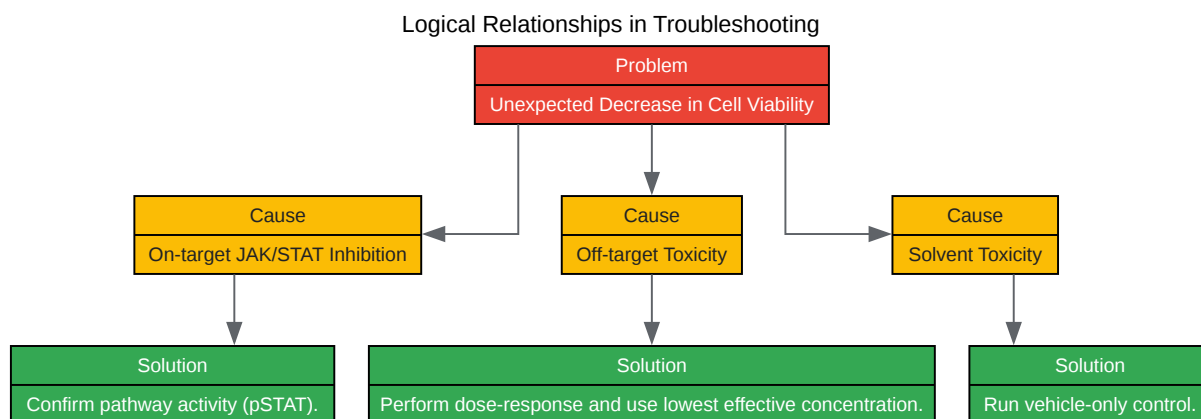 Logical Relationships in Troubleshooting
Problem
Unexpected Decrease in Cell Viability
Cause
On-target JAK/STAT Inhibition
Cause
Off-target Toxicity
Cause
Solvent Toxicity
Solution
Confirm pathway activity (pSTAT).
Solution
Perform dose-response and use lowest effective concentration.
Solution
Run vehicle-only control.